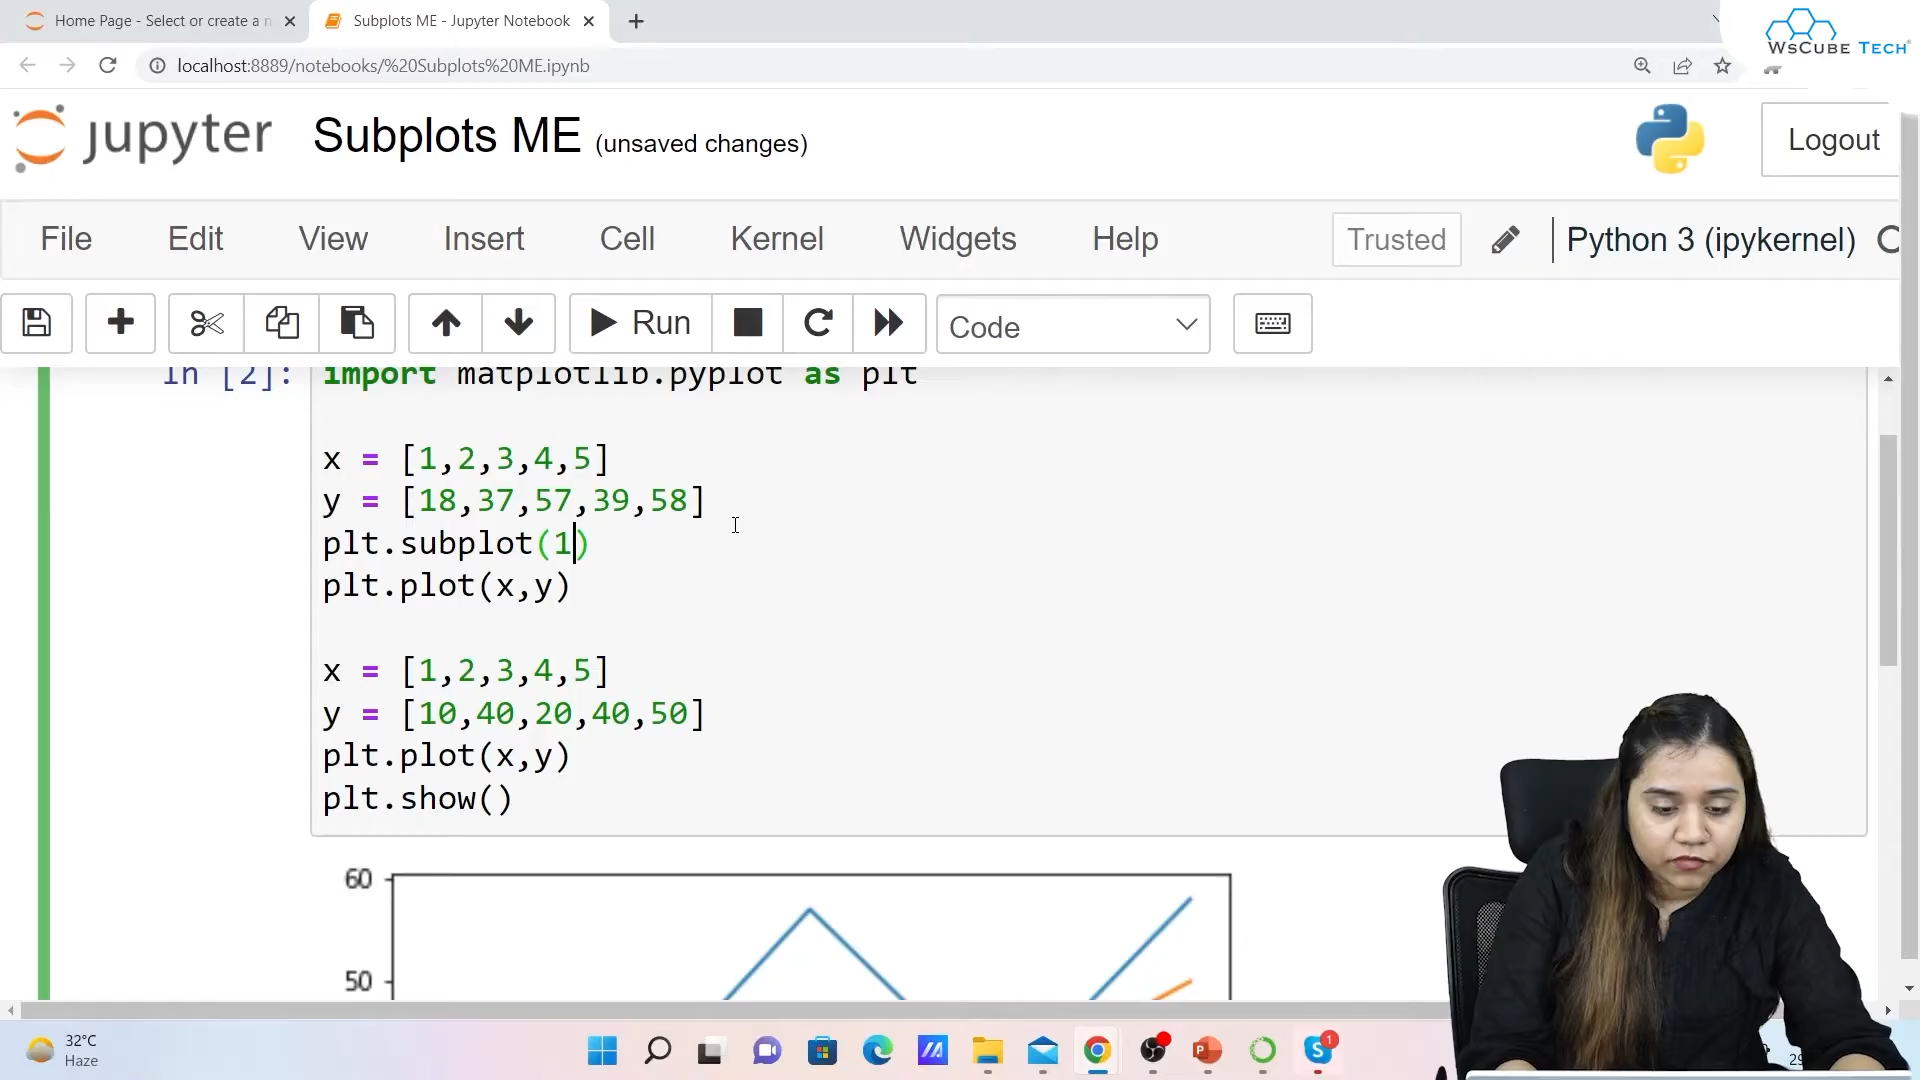 Home Page - Select or create a n
Subplots ME - Jupyter Notebook
WsCube Tech
localhost:8889/notebooks/%20Subplots%20ME.ipynb
jupyter
Subplots ME (unsaved changes)
Logout
File Edit View Insert Cell Kernel Widgets Help
Trusted
Python 3 (ipykernel)
Run
Code
In [2]: import matplotlib.pyplot as plt
x = [1,2,3,4,5]
y = [18,37,57,39,58]
plt.subplot(1)
plt.plot(x,y)
x = [1,2,3,4,5]
y = [10,40,20,40,50]
plt.plot(x,y)
plt.show()
60
50
32°C
Haze
1